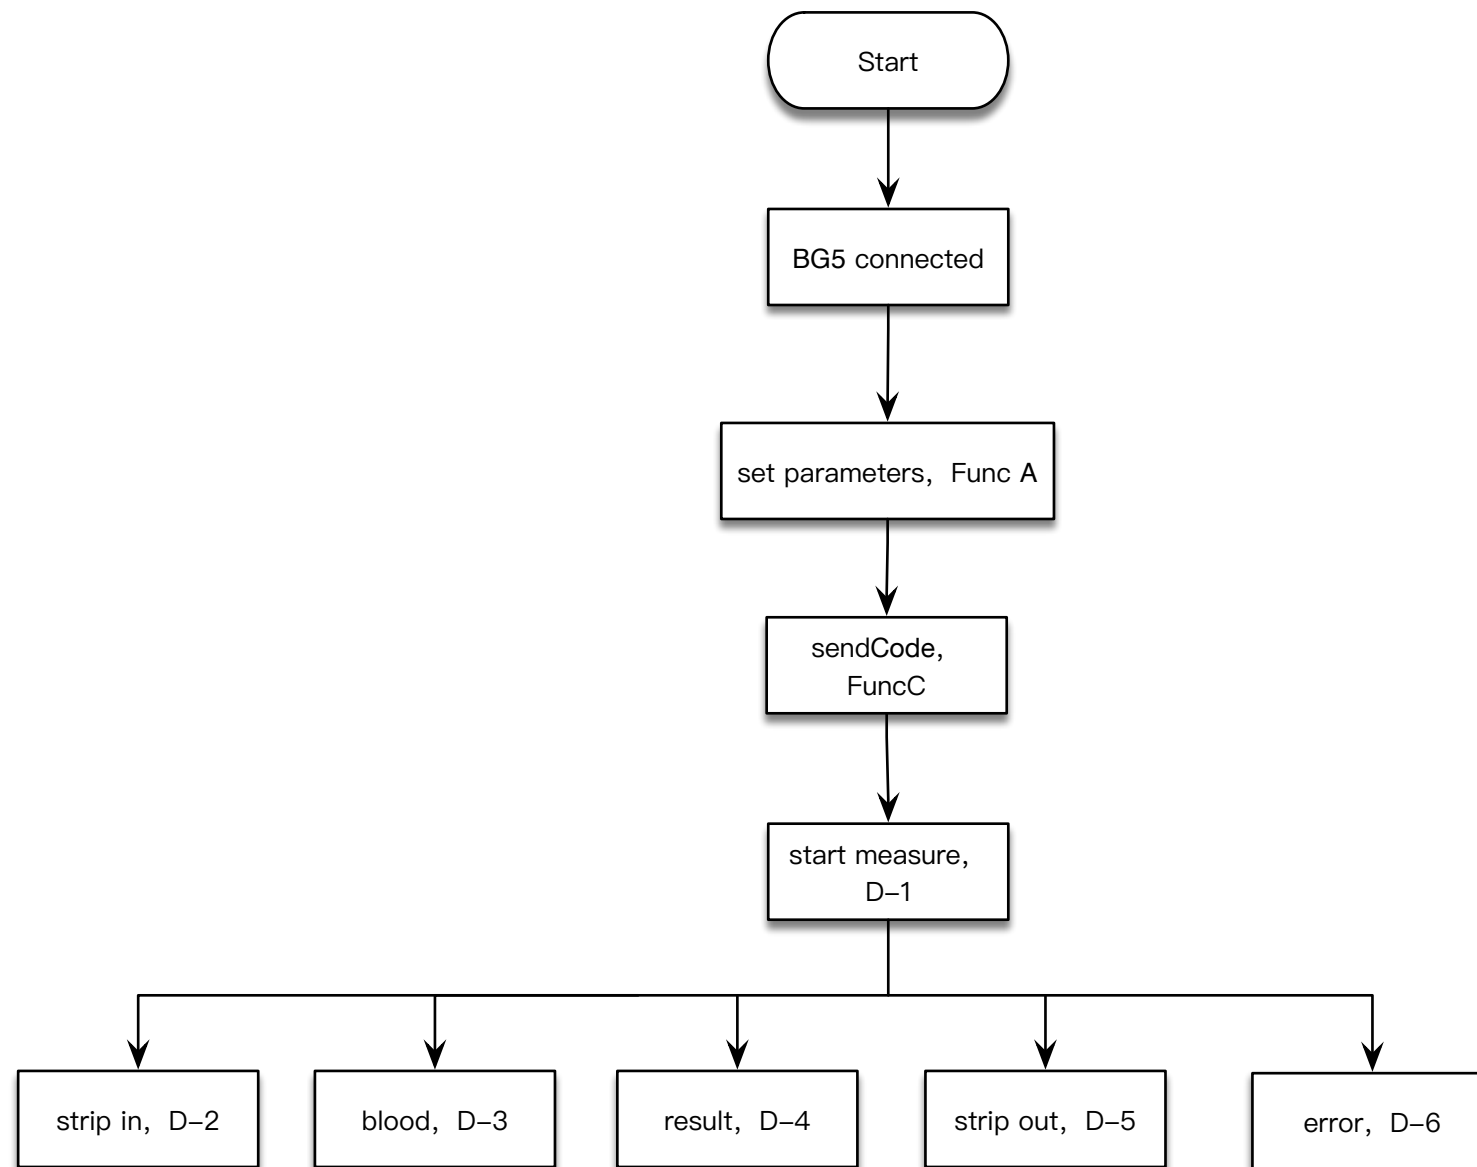 Start
BG5 connected
set parameters，Func A
sendCode，
FuncC
start measure，
D–1
strip in，D–2
blood，D–3
result，D–4
strip out，D–5
error，D–6